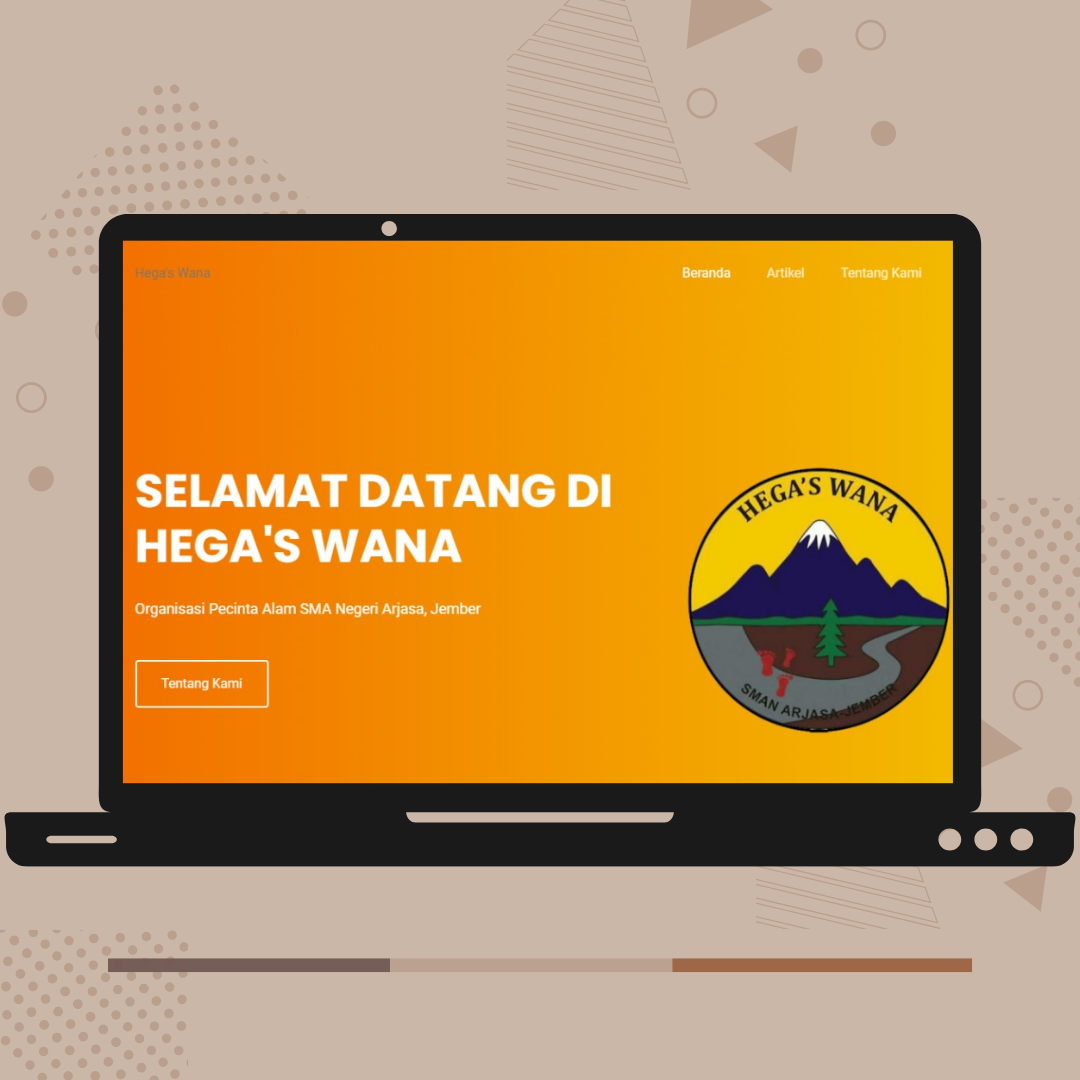 Hega's Wana
Beranda Artikel Tentang Kami
SELAMAT DATANG DI
HEGA'S WANA
Organisasi Pecinta Alam SMA Negeri Arjasa, Jember
Tentang Kami
HEGA'S WANA
SMAN ARJASA-JEMBER